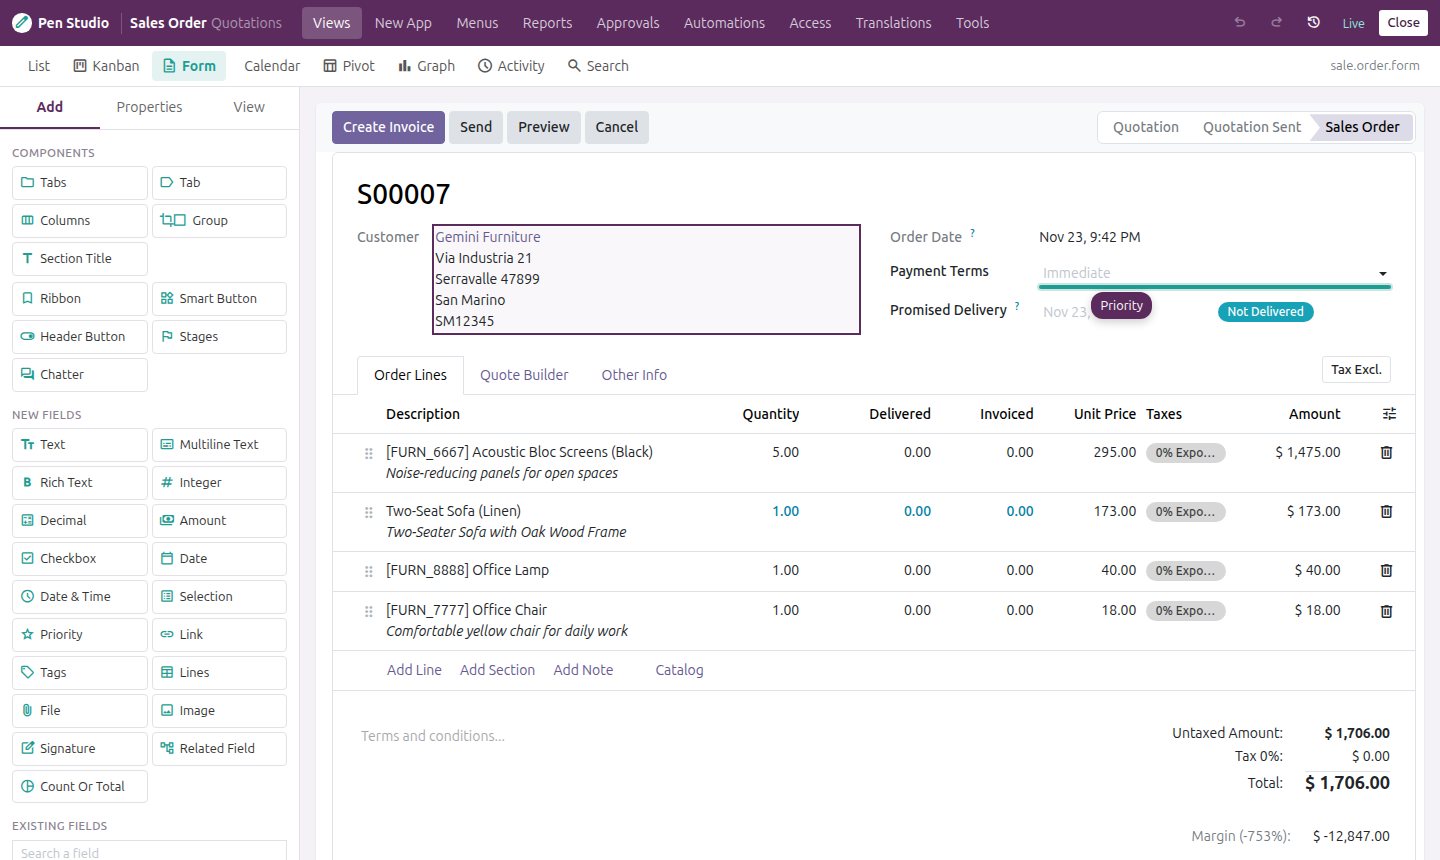 Pen Studio Sales Order Quotations Views New App Menus Reports Approvals Automations Access Translations Tools Live Close
List Kanban Form Calendar Pivot Graph Activity Search sale.order.form
Add Properties View
COMPONENTS
Tabs Tab
Columns Group
Section Title
Ribbon Smart Button
Header Button Stages
Chatter
NEW FIELDS
Text Multiline Text
Rich Text Integer
Decimal Amount
Checkbox Date
Date & Time Selection
Priority Link
Tags Lines
File Image
Signature Related Field
Count Or Total
EXISTING FIELDS
Search a field
Create Invoice Send Preview Cancel Quotation Quotation Sent Sales Order
S00007
Customer Gemini Furniture
Via Industria 21
Serravalle 47899
San Marino
SM12345
Order Date ? Nov 23, 9:42 PM
Payment Terms Immediate
Promised Delivery ? Nov 23, Priority Not Delivered
Order Lines Quote Builder Other Info Tax Excl.
Description Quantity Delivered Invoiced Unit Price Taxes Amount
[FURN_6667] Acoustic Bloc Screens (Black) 5.00 0.00 0.00 295.00 0% Expo... $ 1,475.00
Noise-reducing panels for open spaces
Two-Seat Sofa (Linen) 1.00 0.00 0.00 173.00 0% Expo... $ 173.00
Two-Seater Sofa with Oak Wood Frame
[FURN_8888] Office Lamp 1.00 0.00 0.00 40.00 0% Expo... $ 40.00
[FURN_7777] Office Chair 1.00 0.00 0.00 18.00 0% Expo... $ 18.00
Comfortable yellow chair for daily work
Add Line Add Section Add Note Catalog
Terms and conditions...
Untaxed Amount: $ 1,706.00
Tax 0%: $ 0.00
Total: $ 1,706.00
Margin (-753%): $ -12,847.00